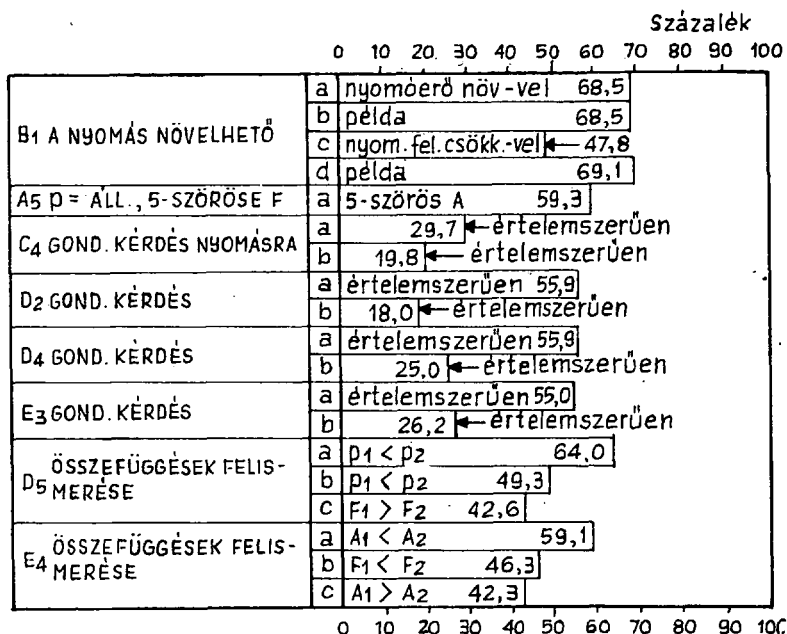 Százalék
0 10 20 30 40 50 60 70 80 90 100
B1 A NYOMÁS NÖVELHETŐ
a nyomóerő növ-vel 68,5
b példa 68,5
c nyom.fel.csökk.-vel 47,8
d példa 69,1
A5 p = ÁLL., 5-SZÖRÖSE F a 5-szörös A 59,3
C4 GOND. KÉRDÉS NYOMÁSRA
a 29,7 értelemszerűen
b 19,8 értelemszerűen
D2 GOND. KÉRDÉS
a értelemszerűen 55,9
b 18,0 értelemszerűen
D4 GOND. KÉRDÉS
a értelemszerűen 55,9
b 25,0 értelemszerűen
E3 GOND. KÉRDÉS
a értelemszerűen 55,0
b 26,2 értelemszerűen
D5 ÖSSZEFÜGGÉSEK FELIS-
MERÉSE
a p1 < p2 64,0
b p1 < p2 49,3
c F1 > F2 42,6
E4 ÖSSZEFÜGGÉSEK FELIS-
MERÉSE
a A1 < A2 59,1
b F1 < F2 46,3
c A1 > A2 42,3
0 10 20 30 40 50 60 70 80 90 100